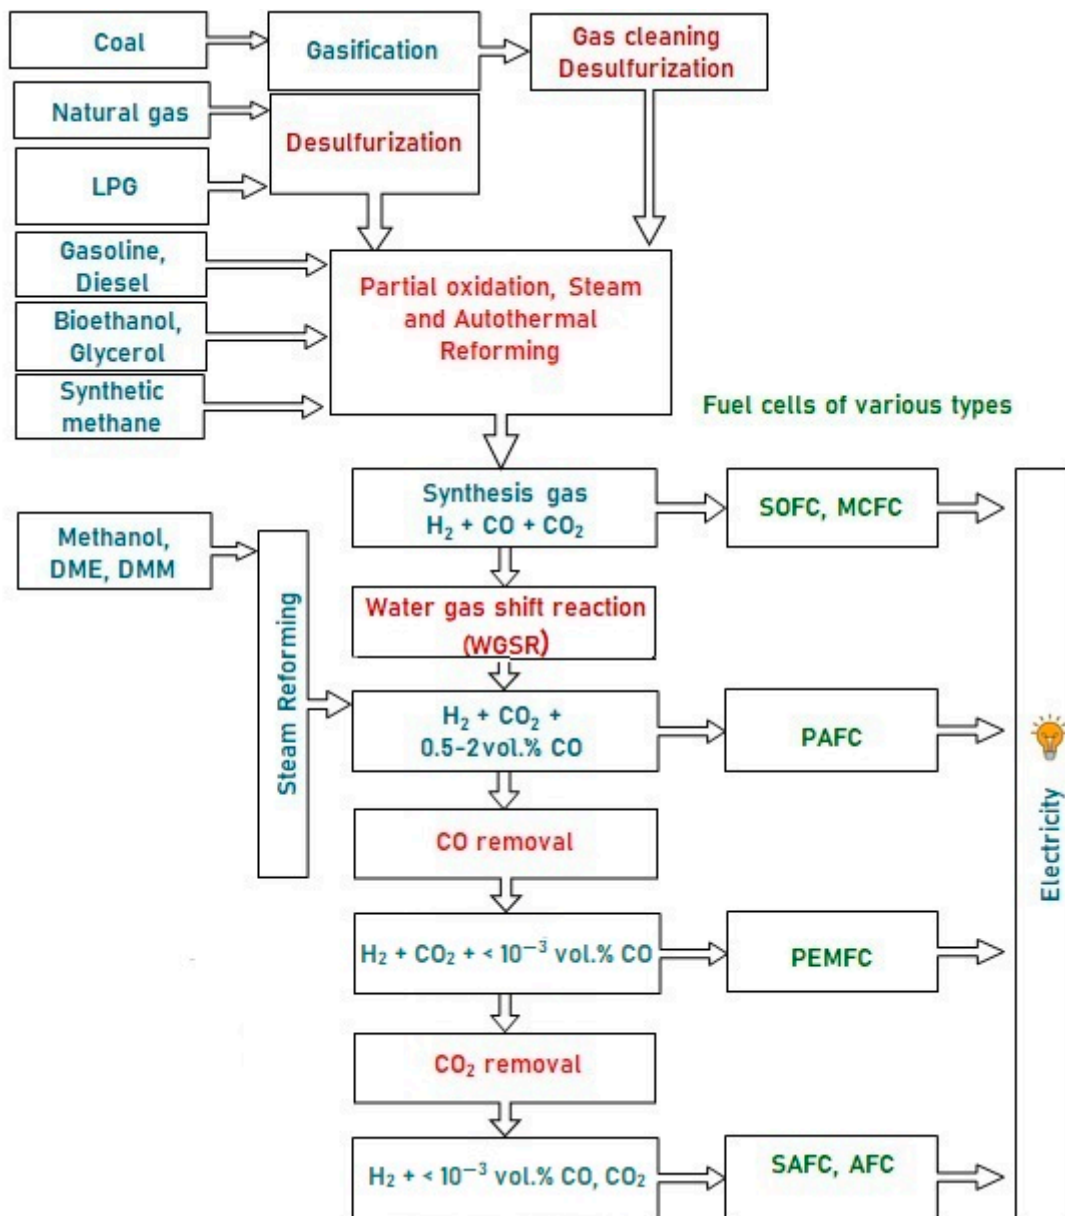 Coal
Gasification
Gas cleaning
Desulfurization
Natural gas
Desulfurization
LPG
Gasoline,
Diesel
Partial oxidation, Steam
and Autothermal
Reforming
Bioethanol,
Glycerol
Synthetic
methane
Fuel cells of various types
Synthesis gas
H₂ + CO + CO₂
SOFC, MCFC
Methanol,
DME, DMM
Steam Reforming
Water gas shift reaction
(WGSR)
H₂ + CO₂ +
0.5-2 vol.% CO
PAFC
CO removal
H₂ + CO₂ + < 10⁻³ vol.% CO
PEMFC
CO₂ removal
H₂ + < 10⁻³ vol.% CO, CO₂
SAFC, AFC
Electricity